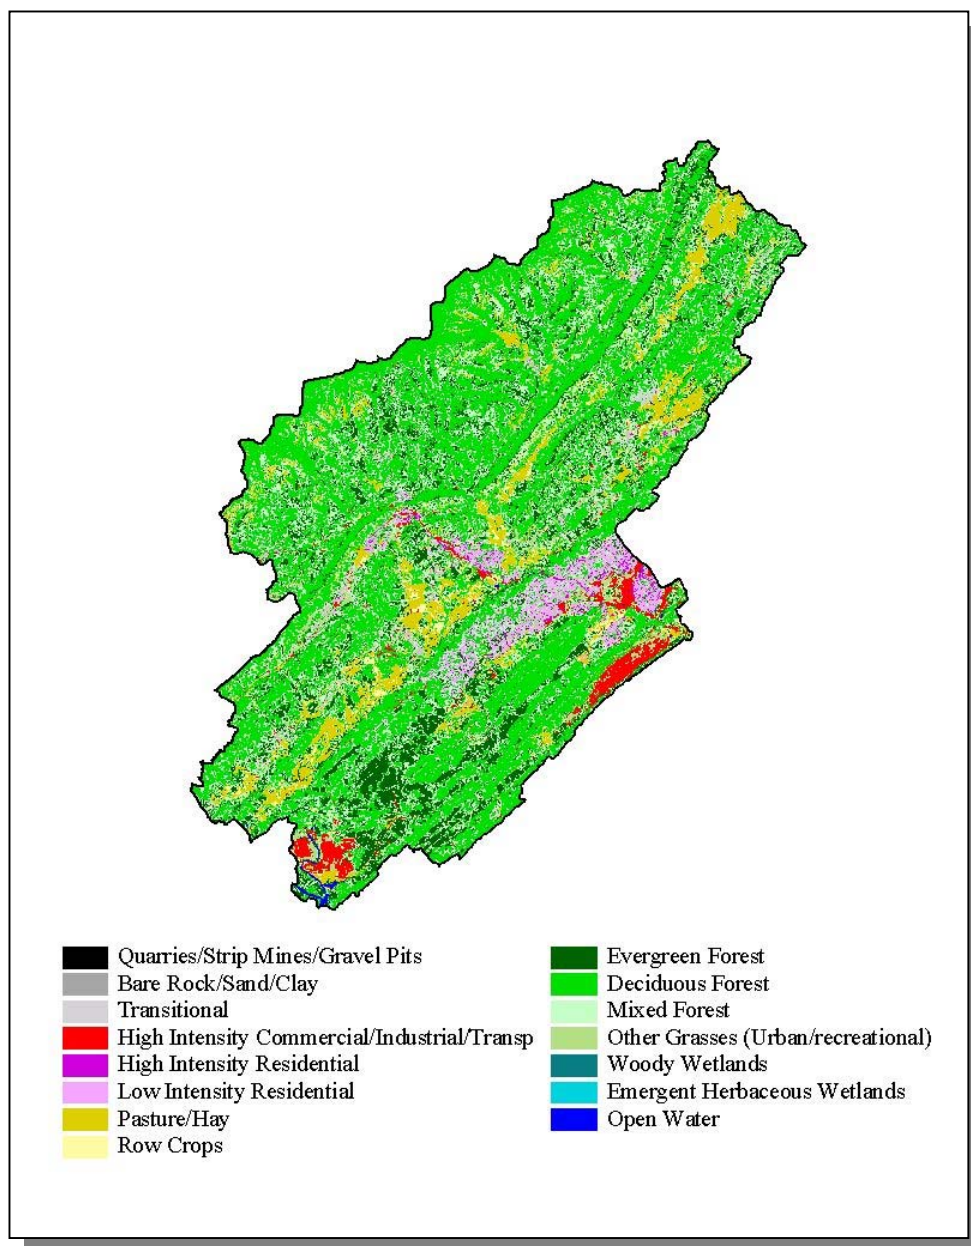 Quarries/Strip Mines/Gravel Pits
Bare Rock/Sand/Clay
Transitional
High Intensity Commercial/Industrial/Transp
High Intensity Residential
Low Intensity Residential
Pasture/Hay
Row Crops
Evergreen Forest
Deciduous Forest
Mixed Forest
Other Grasses (Urban/recreational)
Woody Wetlands
Emergent Herbaceous Wetlands
Open Water